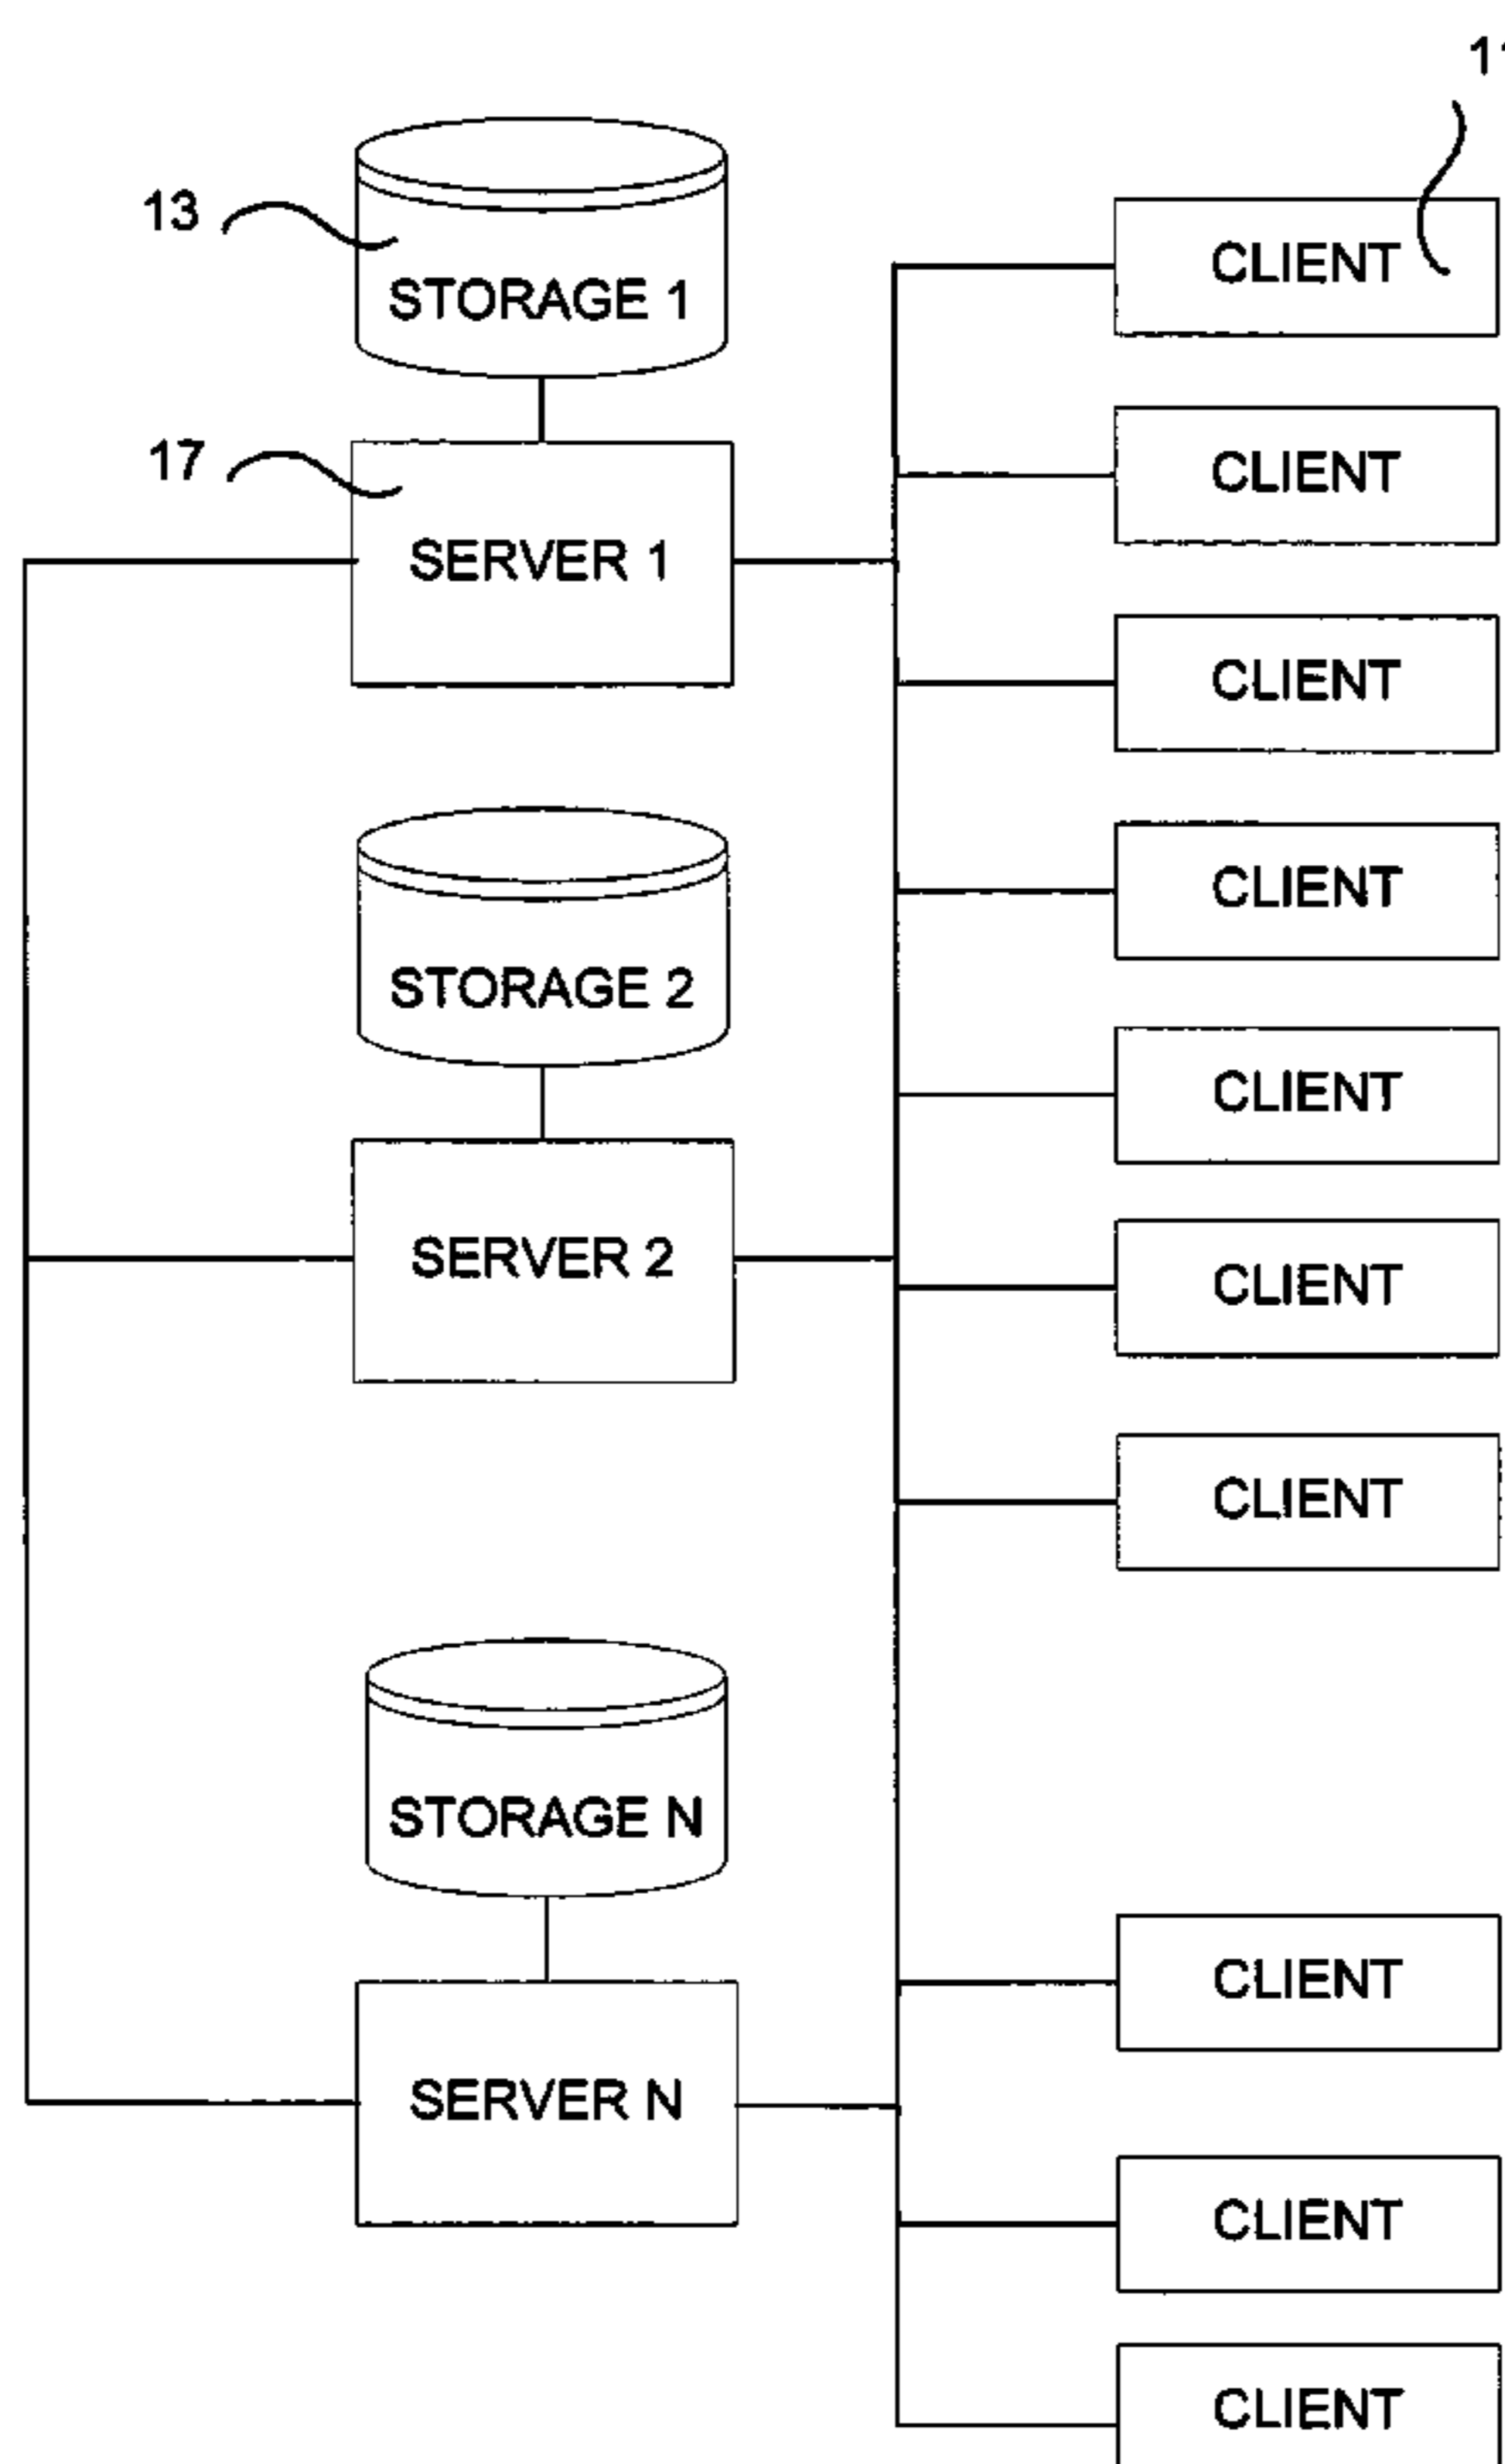 11
13
STORAGE 1
CLIENT
17
CLIENT
SERVER 1
CLIENT
CLIENT
STORAGE 2
CLIENT
SERVER 2
CLIENT
CLIENT
STORAGE N
CLIENT
SERVER N
CLIENT
CLIENT